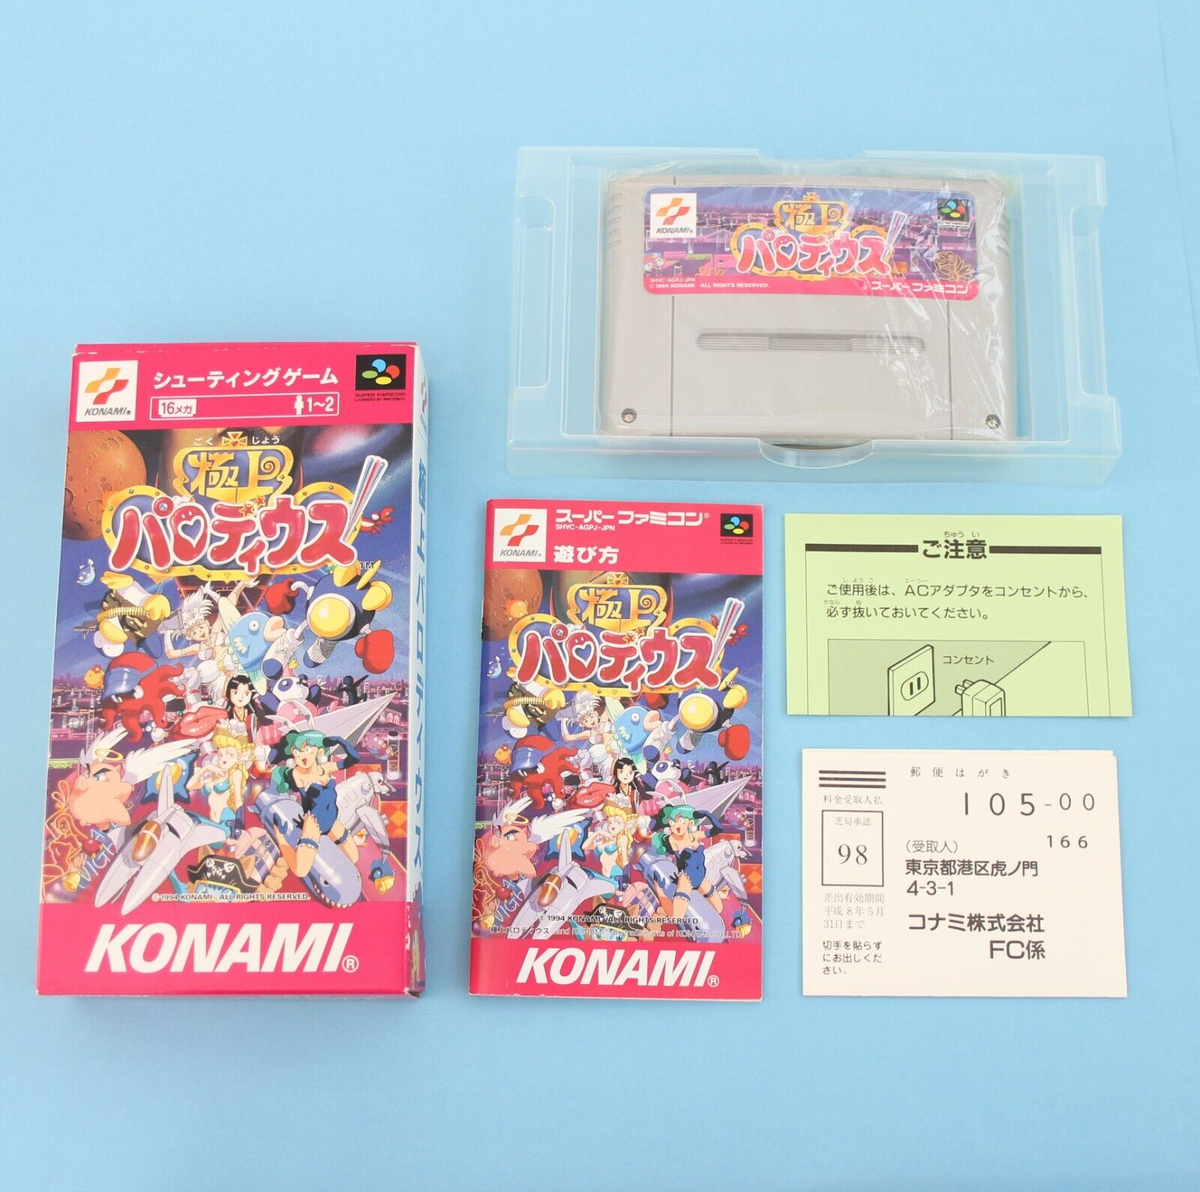 KONAMI®
シューティングゲーム
16メガ
1~2
SUPER FAMICOM
LICENSED BY NINTENDO
ごく じょう
極上
パロディウス
TM
VIGVIPA
© 1994 KONAMI ALL RIGHTS RESERVED.
KONAMI®
KONAMI®
極上
パロディウス
SHVC-AGPJ-JPN
© 1994 KONAMI ALL RIGHTS RESERVED.
スーパーファミコン
KONAMI®
スーパーファミコン®
SHVC-AGPJ-JPN
遊び方
極上
パロディウス
© 1994 KONAMI ALL RIGHTS RESERVED.
KONAMI®
ちゅうい
ご注意
しようご エーシー
ご使用後は、ACアダプタをコンセントから、
かなら ぬ
必ず抜いておいてください。
コンセント
郵便はがき
料金受取人払
芝局承認
98
差出有効期間
平成8年5月
31日まで
切手を貼らず
にお出しくだ
さい。
105-00
166
(受取人)
東京都港区虎ノ門
4-3-1
コナミ株式会社
FC係